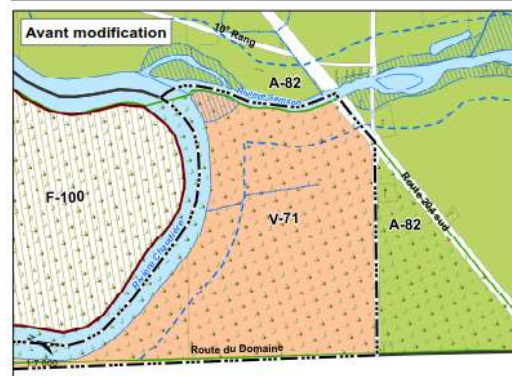 Avant modification
10e Rang
A-82
Rivière Samson
F-100
V-71
Route 204 sud
A-82
Rivière Chaudière
Route du Domaine